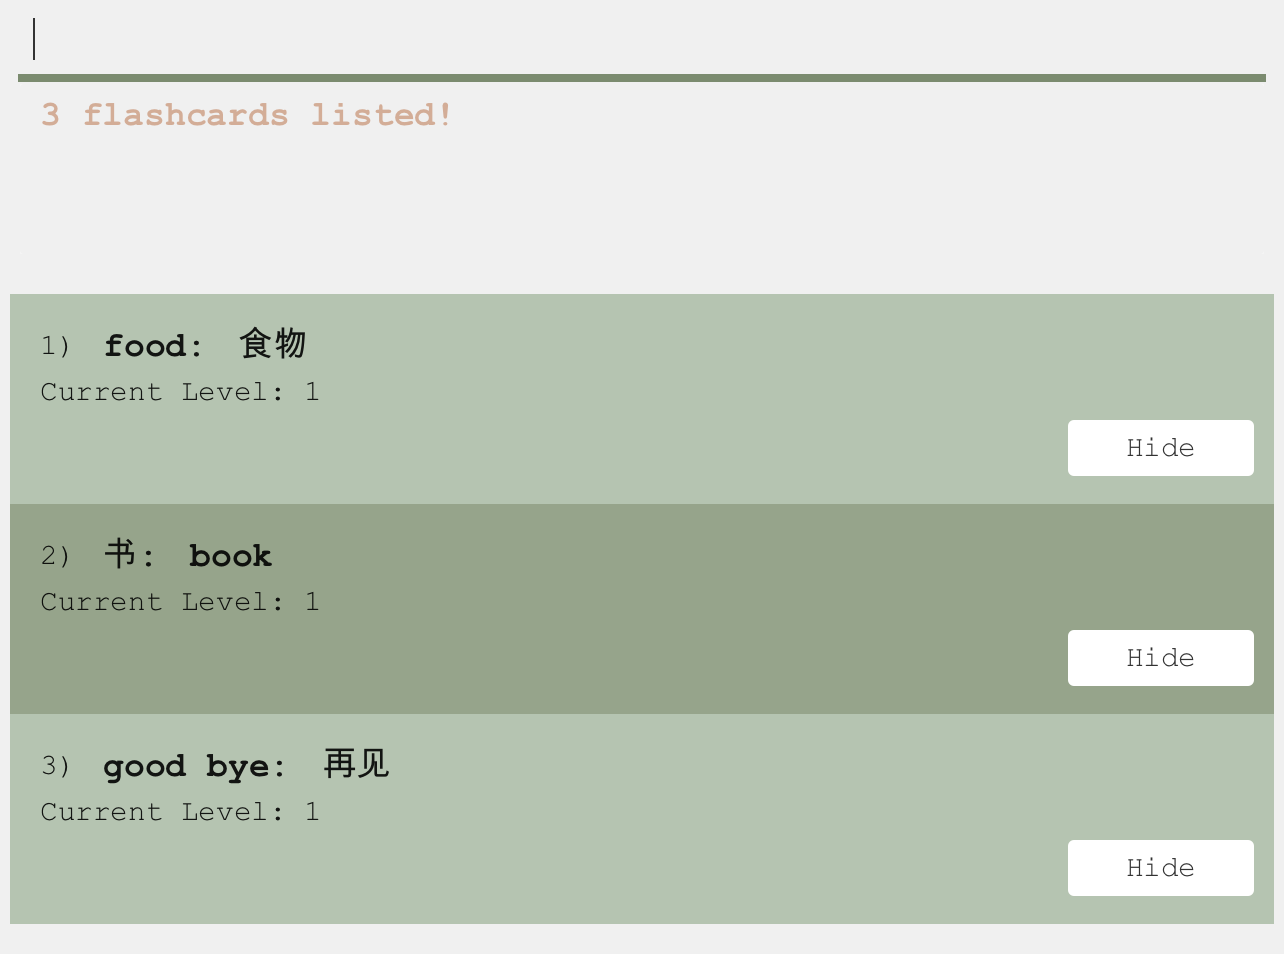 3 flashcards listed!
1) food: 食物
Current Level: 1
Hide
2) 书: book
Current Level: 1
Hide
3) good bye: 再见
Current Level: 1
Hide